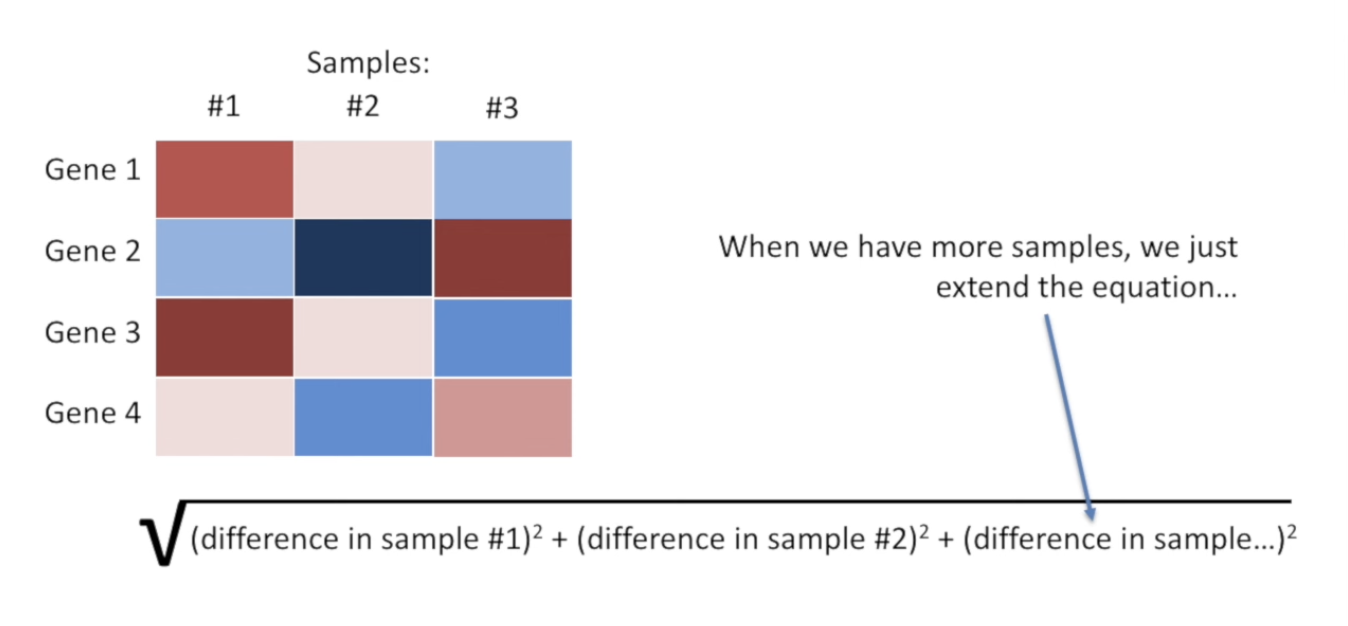 Samples:
#1 #2 #3
Gene 1
Gene 2
Gene 3
Gene 4
When we have more samples, we just
extend the equation...
√(difference in sample #1)² + (difference in sample #2)² + (difference in sample...)²